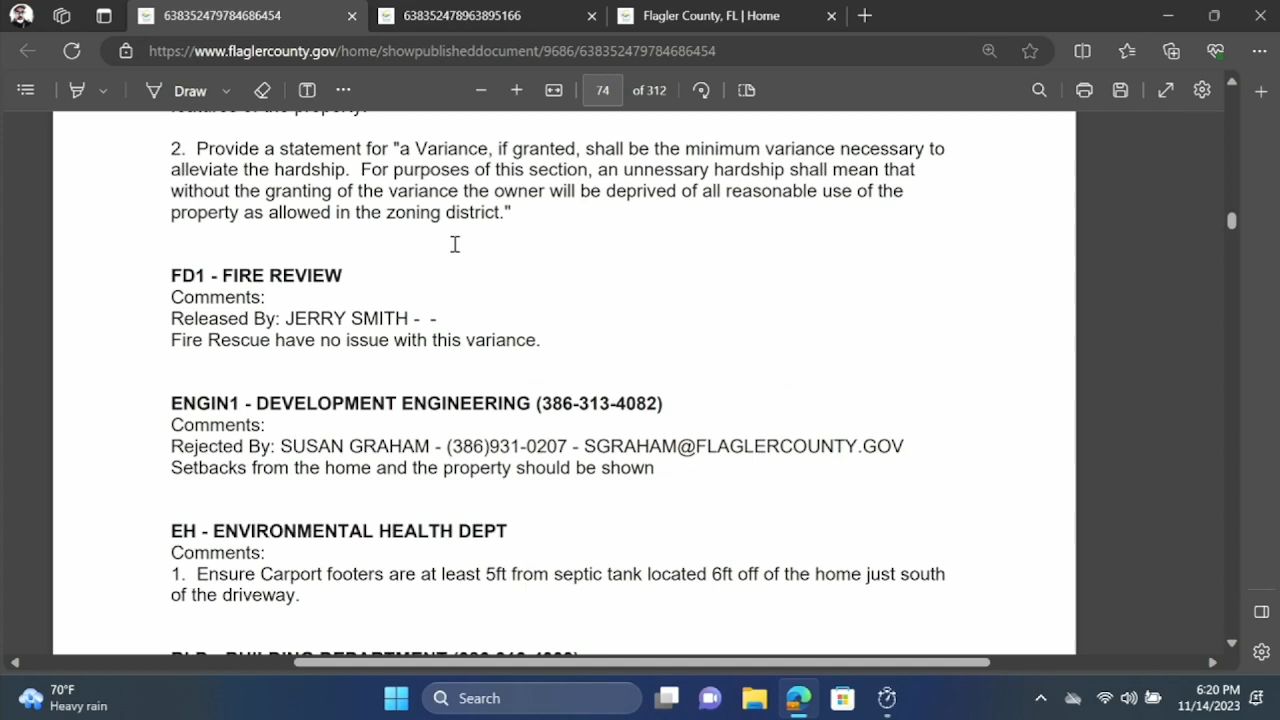 638352479784686454
638352478963895166
Flagler County, FL | Home
https://www.flaglercounty.gov/home/showpublisheddocument/9686/638352479784686454
Draw
74 of 312
features of the property.
2. Provide a statement for "a Variance, if granted, shall be the minimum variance necessary to
alleviate the hardship. For purposes of this section, an unnecessary hardship shall mean that
without the granting of the variance the owner will be deprived of all reasonable use of the
property as allowed in the zoning district."
FD1 - FIRE REVIEW
Comments:
Released By: JERRY SMITH - -
Fire Rescue have no issue with this variance.
ENGIN1 - DEVELOPMENT ENGINEERING (386-313-4082)
Comments:
Rejected By: SUSAN GRAHAM - (386)931-0207 - SGRAHAM@FLAGLERCOUNTY.GOV
Setbacks from the home and the property should be shown
EH - ENVIRONMENTAL HEALTH DEPT
Comments:
1. Ensure Carport footers are at least 5ft from septic tank located 6ft off of the home just south
of the driveway.
BUILDING DEPARTMENT
70°F
Heavy rain
Search
6:20 PM
11/14/2023